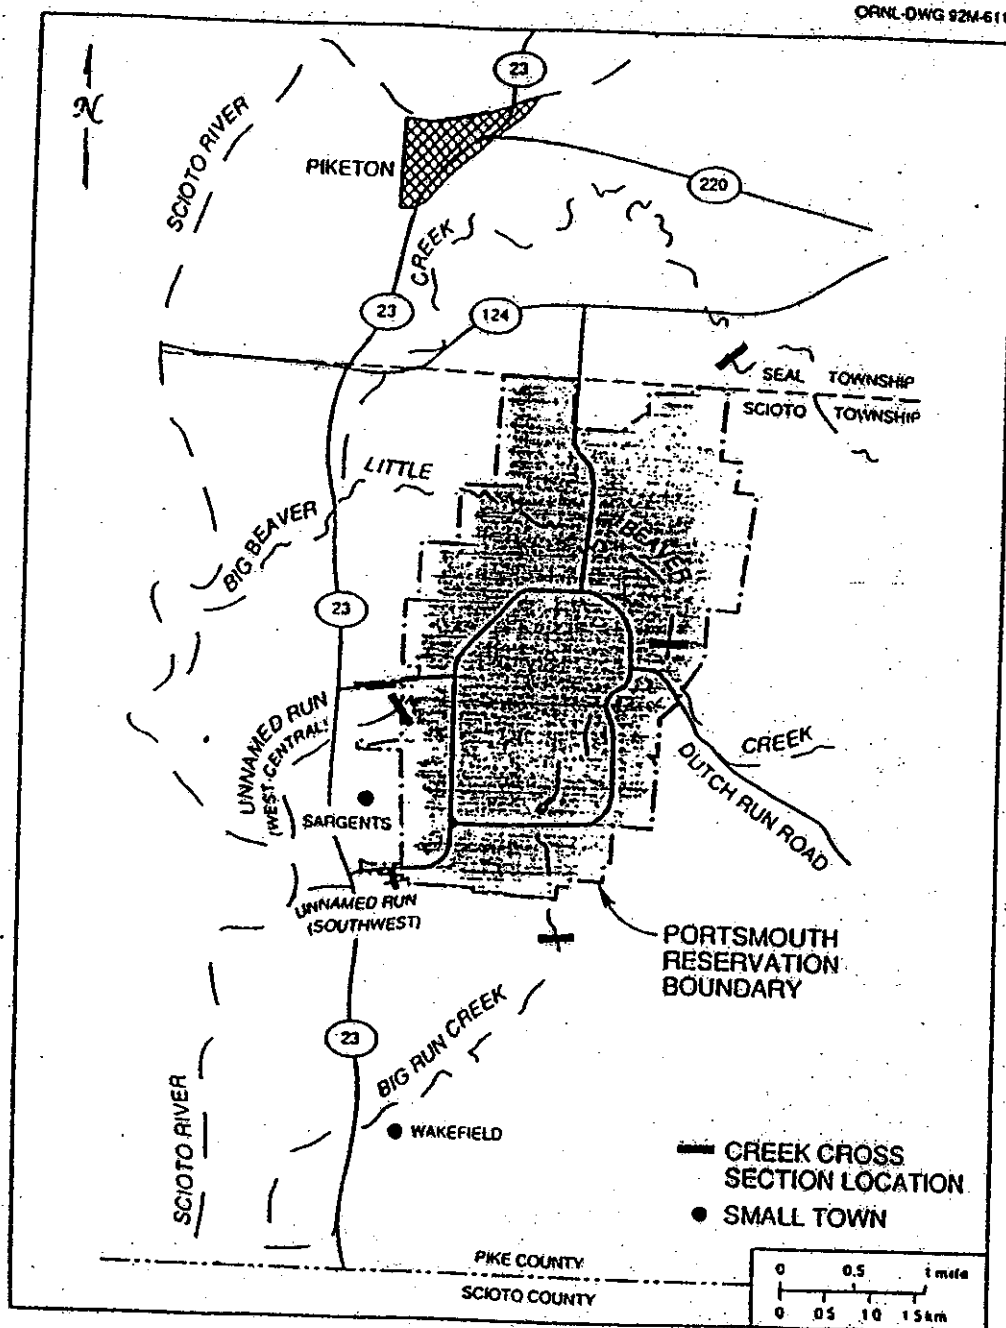 ORNL-DWG 92M-611
N
23
SCIOTO RIVER
PIKETON
220
CREEK
23
124
SEAL TOWNSHIP
SCIOTO TOWNSHIP
LITTLE
BIG BEAVER
BEAVER
23
UNNAMED RUN
(WEST CENTRAL)
CREEK
DUTCH RUN ROAD
SARGENTS
UNNAMED RUN
(SOUTHWEST)
PORTSMOUTH
RESERVATION
BOUNDARY
23
BIG RUN CREEK
SCIOTO RIVER
WAKEFIELD
CREEK CROSS
SECTION LOCATION
SMALL TOWN
PIKE COUNTY
SCIOTO COUNTY
0 0.5 1 mile
0 0.5 1.0 1.5 km